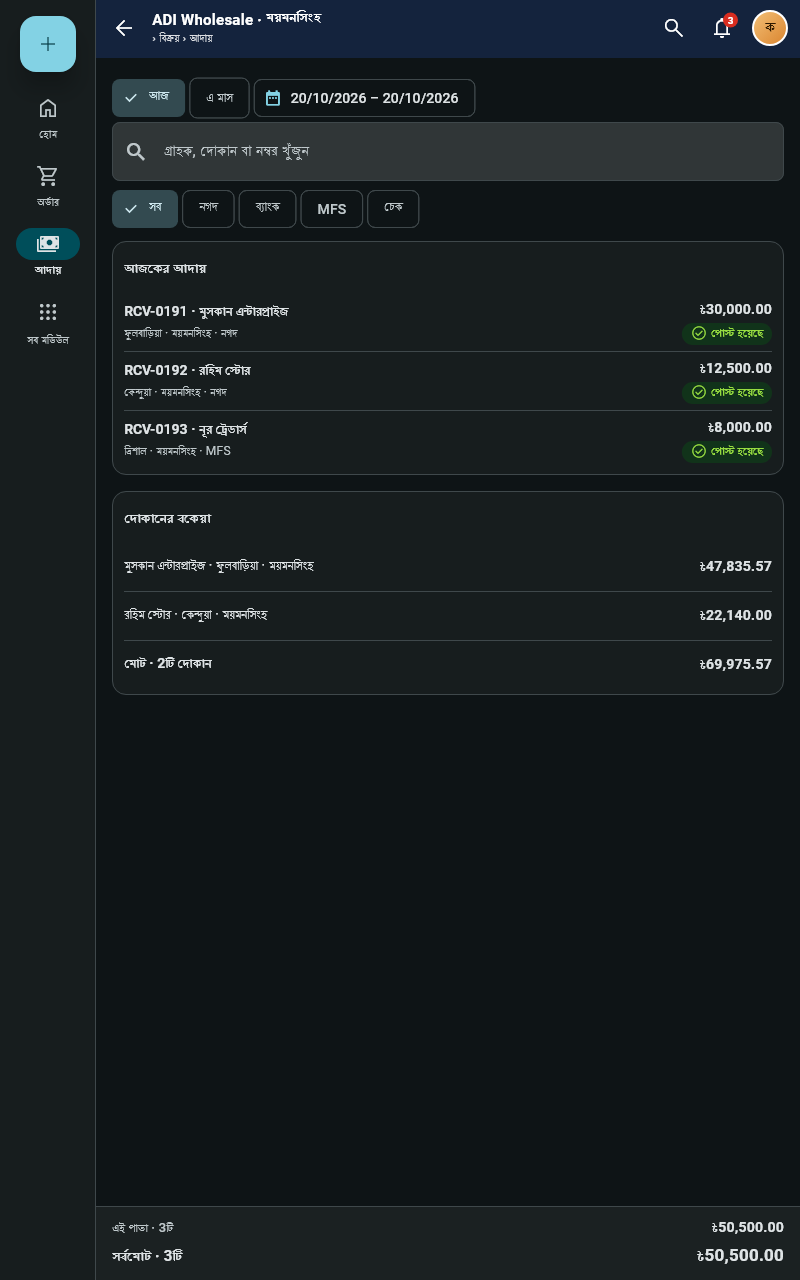 +
ADI Wholesale · ময়মনসিংহ
› বিক্রয় › আদায়
3
ক
হোম
অর্ডার
আদায়
সব মডিউল
আজ
এ মাস
20/10/2026 – 20/10/2026
গ্রাহক, দোকান বা নম্বর খুঁজুন
সব
নগদ
ব্যাংক
MFS
চেক
আজকের আদায়
RCV-0191 · মুসকান এন্টারপ্রাইজ
৳30,000.00
ফুলবাড়িয়া · ময়মনসিংহ · নগদ
পোস্ট হয়েছে
RCV-0192 · রহিম স্টোর
৳12,500.00
কেন্দুয়া · ময়মনসিংহ · নগদ
পোস্ট হয়েছে
RCV-0193 · নূর ট্রেডার্স
৳8,000.00
ত্রিশাল · ময়মনসিংহ · MFS
পোস্ট হয়েছে
দোকানের বকেয়া
মুসকান এন্টারপ্রাইজ · ফুলবাড়িয়া · ময়মনসিংহ
৳47,835.57
রহিম স্টোর · কেন্দুয়া · ময়মনসিংহ
৳22,140.00
মোট · 2টি দোকান
৳69,975.57
এই পাতা · 3টি
৳50,500.00
সর্বমোট · 3টি
৳50,500.00